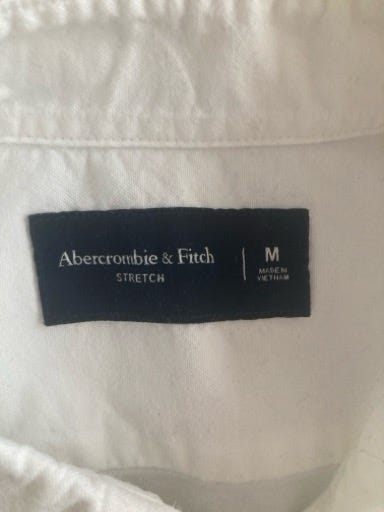 Abercrombie & Fitch
STRETCH
M
MADE IN
VIETNAM